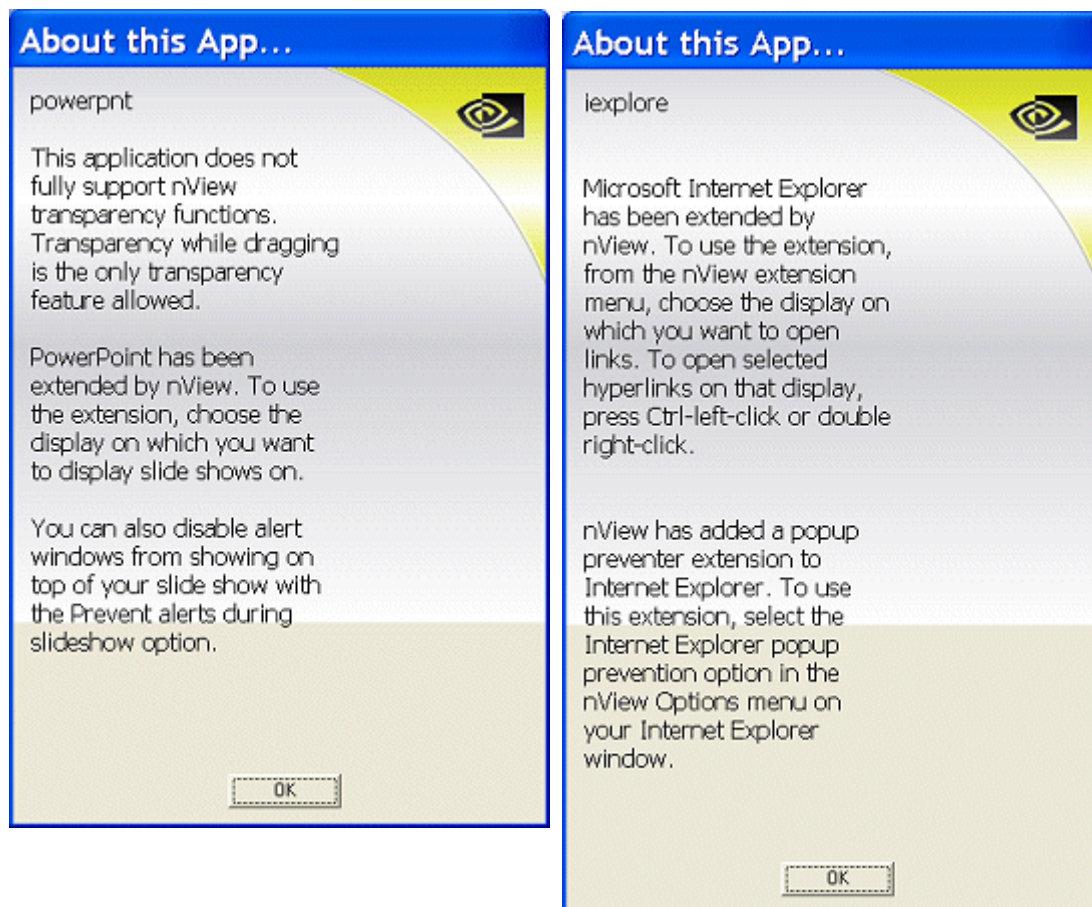 About this App...
powerpnt
This application does not
fully support nView
transparency functions.
Transparency while dragging
is the only transparency
feature allowed.
PowerPoint has been
extended by nView. To use
the extension, choose the
display on which you want
to display slide shows on.
You can also disable alert
windows from showing on
top of your slide show with
the Prevent alerts during
slideshow option.
OK
About this App...
iexplore
Microsoft Internet Explorer
has been extended by
nView. To use the extension,
from the nView extension
menu, choose the display on
which you want to open
links. To open selected
hyperlinks on that display,
press Ctrl-left-click or double
right-click.
nView has added a popup
preventer extension to
Internet Explorer. To use
this extension, select the
Internet Explorer popup
prevention option in the
nView Options menu on
your Internet Explorer
window.
OK